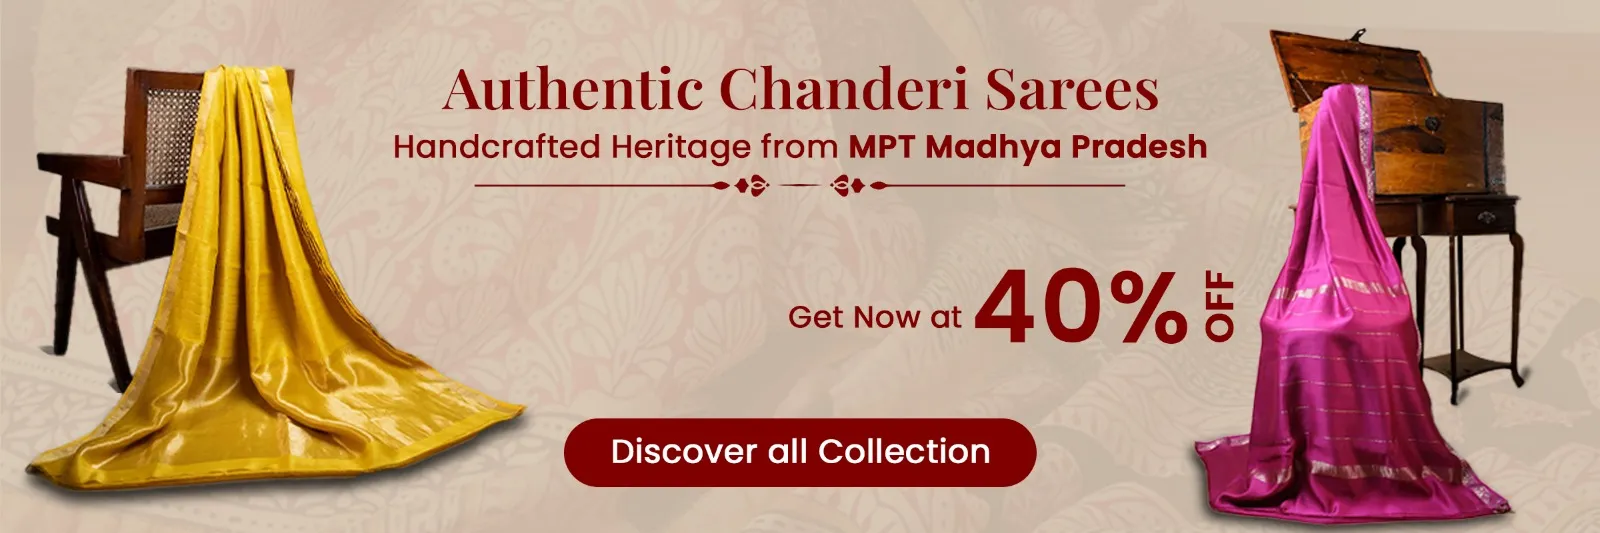 Authentic Chanderi Sarees
Handcrafted Heritage from MPT Madhya Pradesh
Get Now at 40% OFF
Discover all Collection